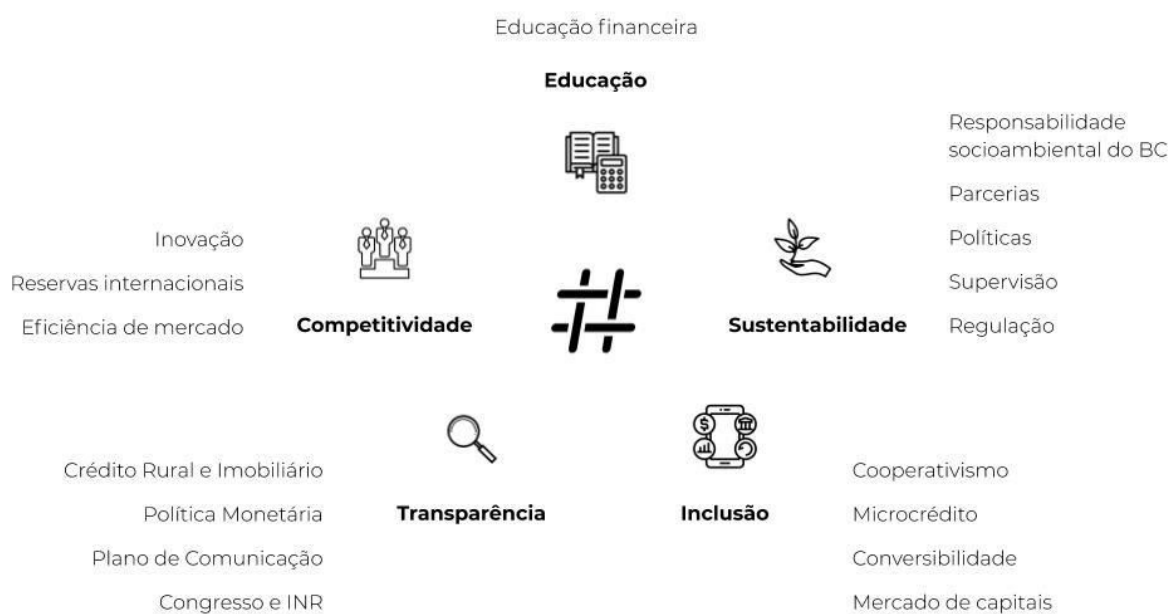 Educação financeira
Educação
Responsabilidade
socioambiental do BC
Parcerias
Políticas
Supervisão
Regulação
Sustentabilidade
Inovação
Reservas internacionais
Eficiência de mercado
Competitividade
#
Crédito Rural e Imobiliário
Política Monetária
Plano de Comunicação
Congresso e INR
Transparência
Inclusão
Cooperativismo
Microcrédito
Conversibilidade
Mercado de capitais